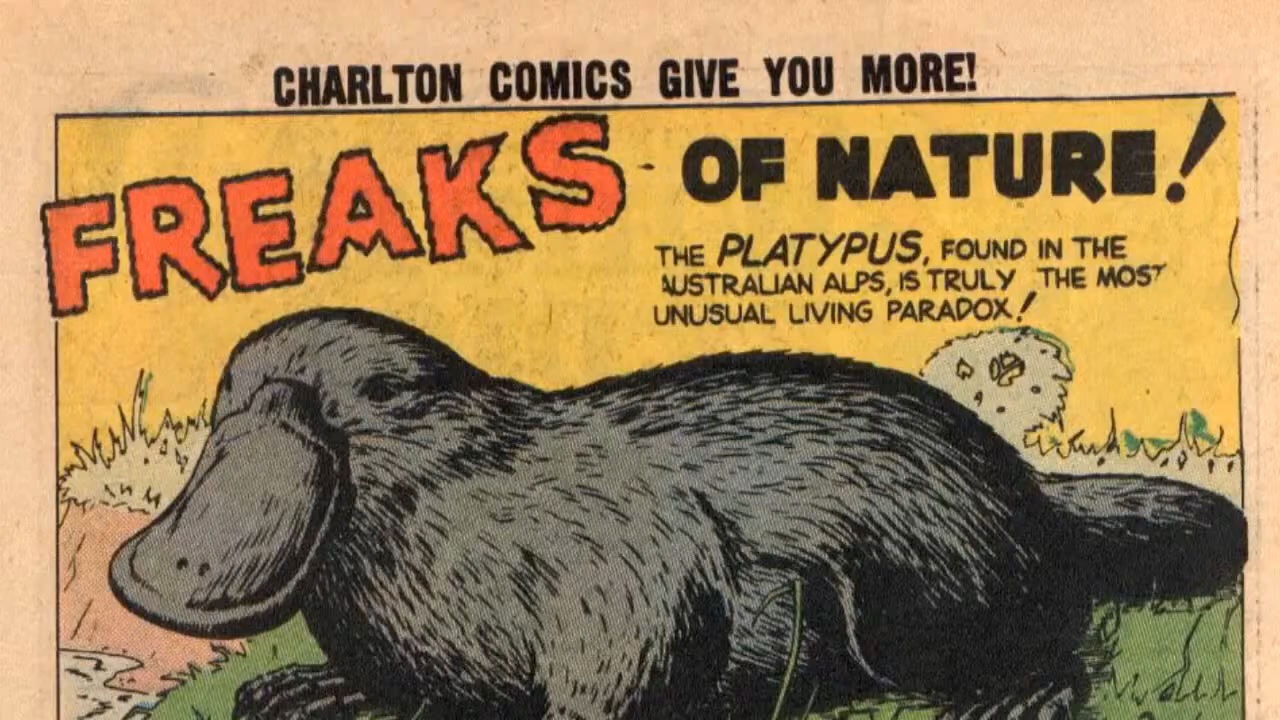 CHARLTON COMICS GIVE YOU MORE!
FREAKS OF NATURE!
THE PLATYPUS, FOUND IN THE
AUSTRALIAN ALPS, IS TRULY THE MOST
UNUSUAL LIVING PARADOX!